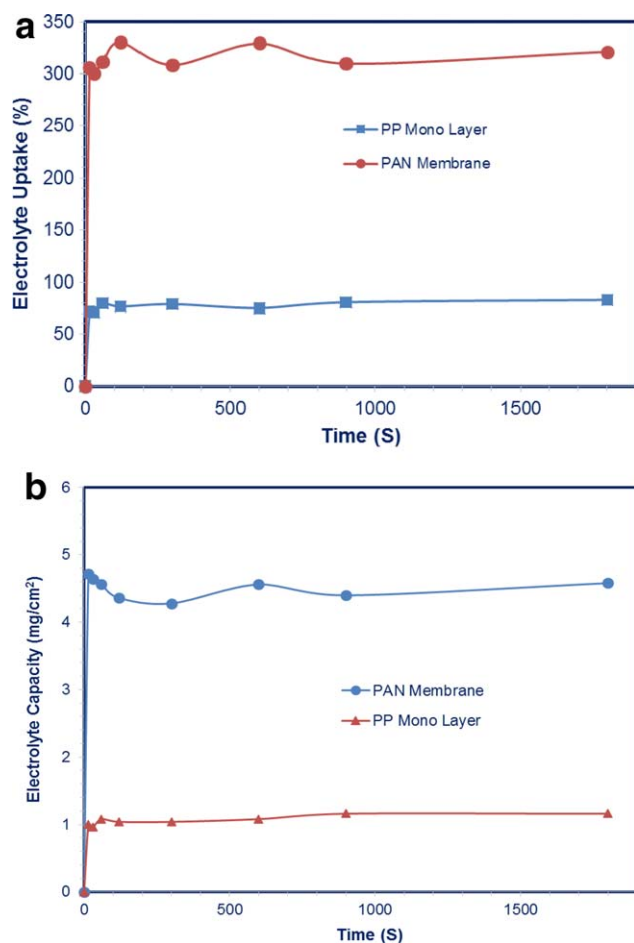 a
350
300
250
200
150
100
50
0
Electrolyte Uptake (%)
PP Mono Layer
PAN Membrane
0 500 1000 1500
Time (S)
b
6
5
4
3
2
1
0
Electrolyte Capacity (mg/cm²)
PAN Membrane
PP Mono Layer
0 500 1000 1500
Time (S)